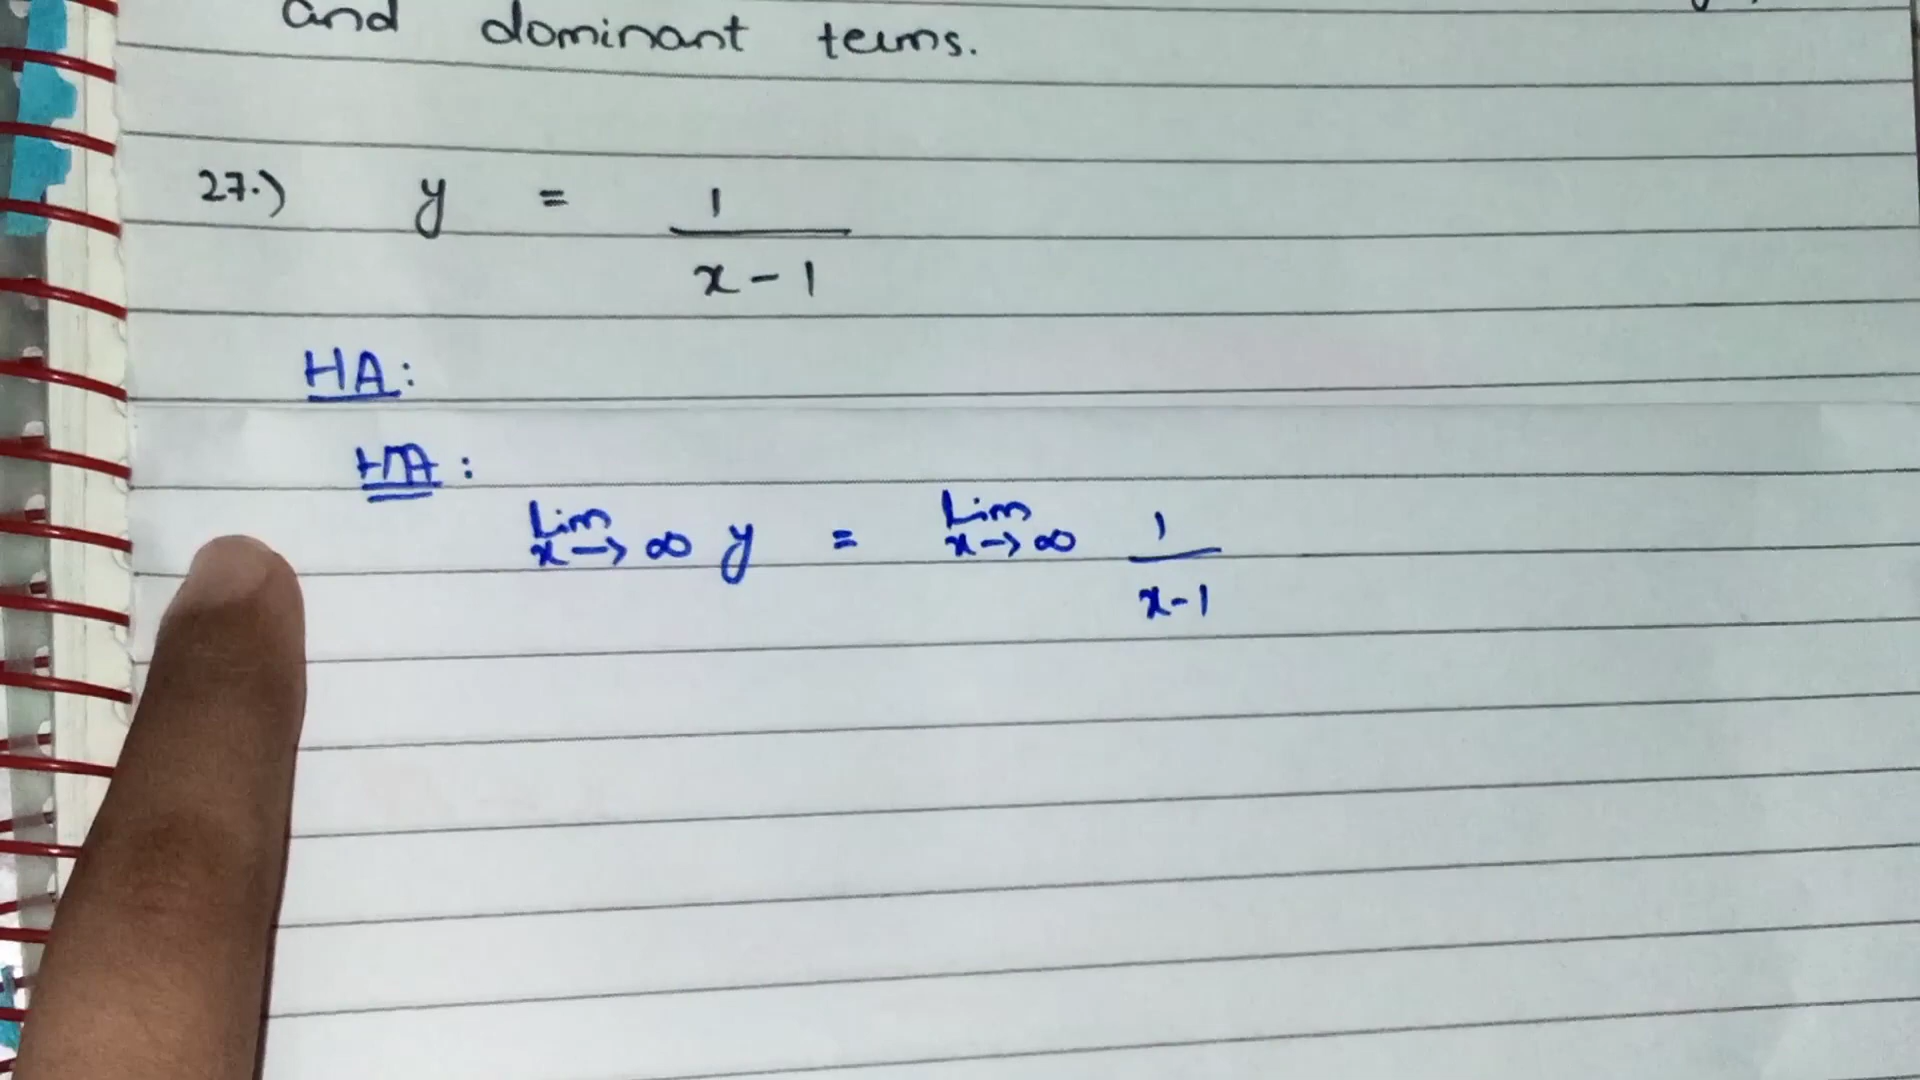 and dominant terms.
27.) y = 1 / x - 1
HA:
HA:
Lim x → ∞ y = Lim x → ∞ 1 / x - 1